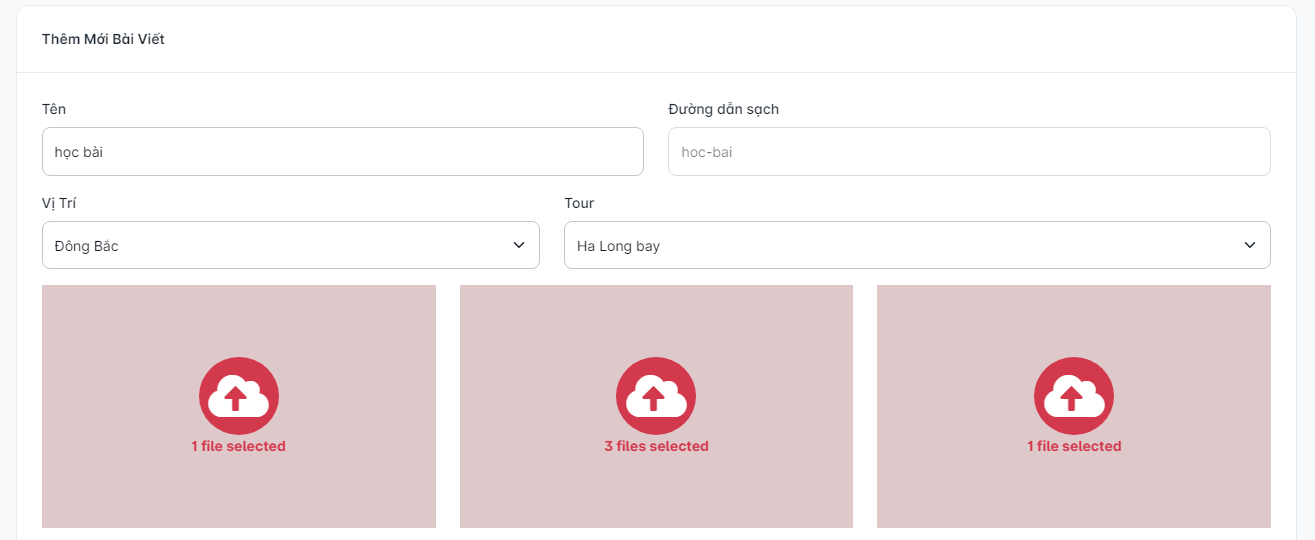 Thêm Mới Bài Viết
Tên
Đường dẫn sạch
học bài
hoc-bai
Vị Trí
Tour
Đông Bắc
Ha Long bay
1 file selected
3 files selected
1 file selected